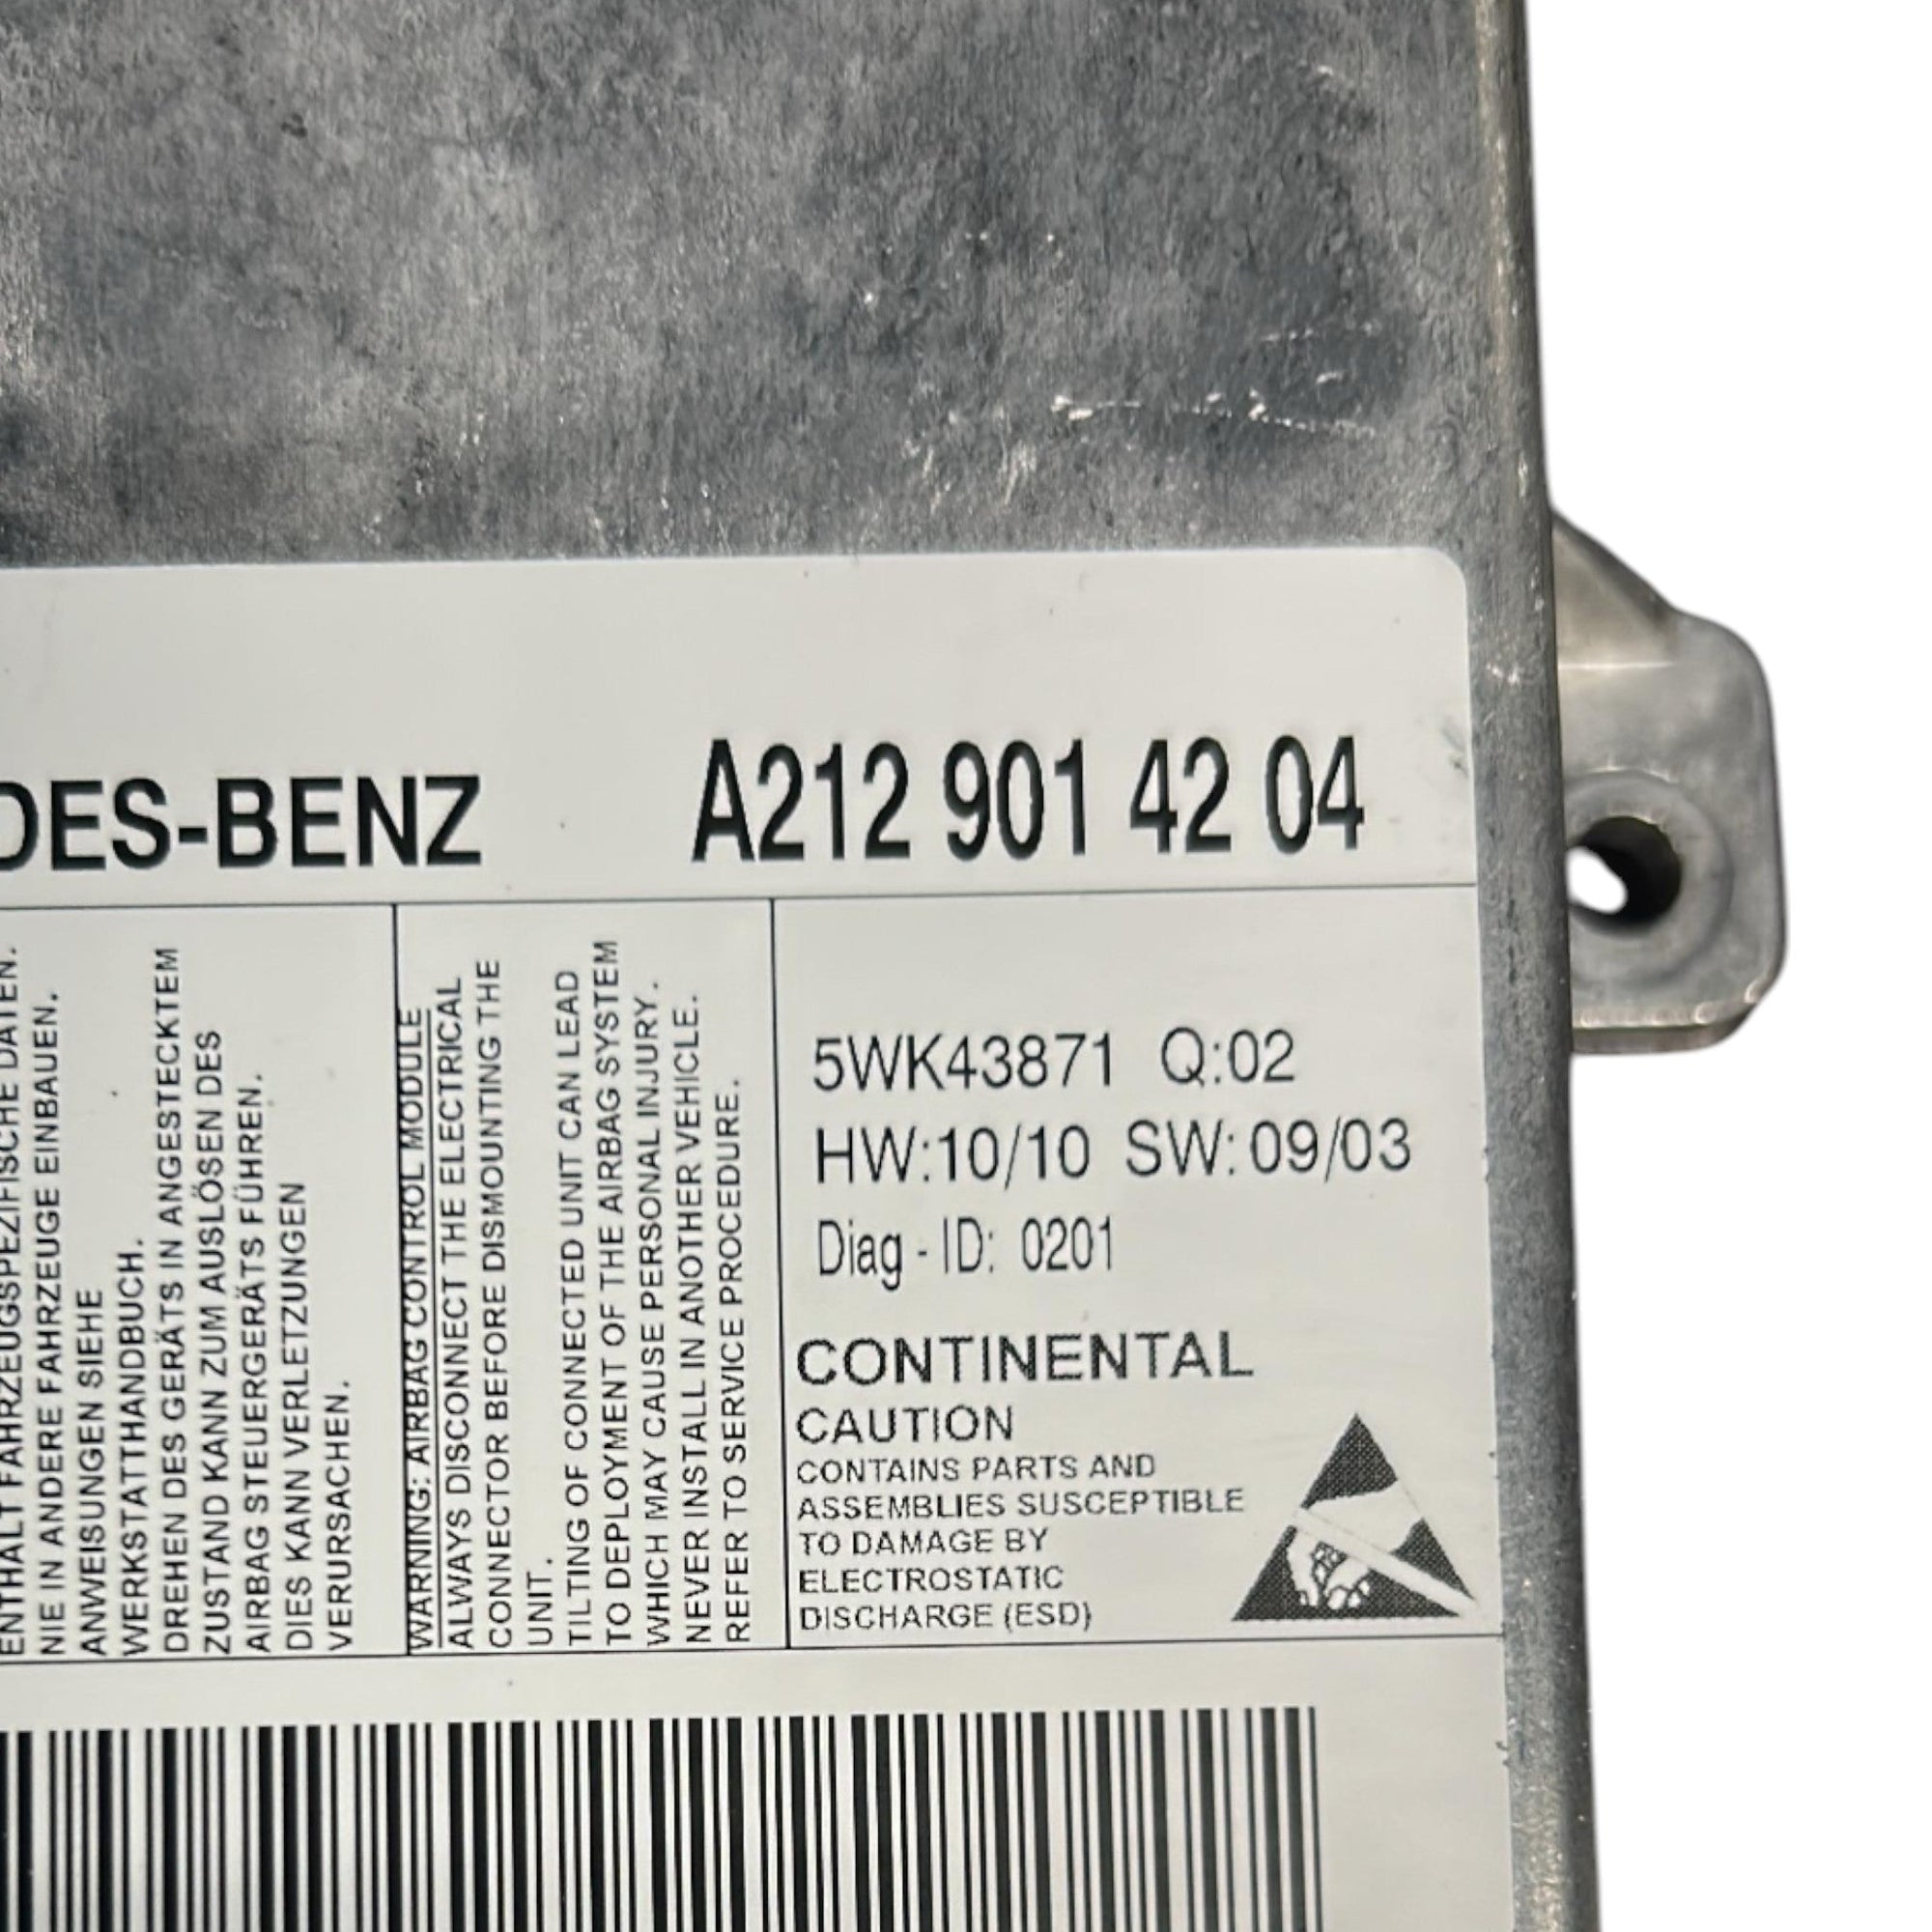 DES-BENZ
A212 901 42 04
ENTHÄLT FAHRZEUGSPEZIFISCHE DATEN.
NIE IN ANDERE FAHRZEUGE EINBAUEN.
ANWEISUNGEN SIEHE
WERKSTATTHANDBUCH.
DREHEN DES GERÄTS IN ANGESTECKTEM
ZUSTAND KANN ZUM AUSLÖSEN DES
AIRBAG STEUERGERÄTS FÜHREN.
DIES KANN VERLETZUNGEN
VERURSACHEN.
WARNING: AIRBAG CONTROL MODULE
ALWAYS DISCONNECT THE ELECTRICAL
CONNECTOR BEFORE DISMOUNTING THE
UNIT.
TILTING OF CONNECTED UNIT CAN LEAD
TO DEPLOYMENT OF THE AIRBAG SYSTEM
WHICH MAY CAUSE PERSONAL INJURY.
NEVER INSTALL IN ANOTHER VEHICLE.
REFER TO SERVICE PROCEDURE.
5WK43871 Q:02
HW:10/10 SW:09/03
Diag - ID: 0201
CONTINENTAL
CAUTION
CONTAINS PARTS AND
ASSEMBLIES SUSCEPTIBLE
TO DAMAGE BY
ELECTROSTATIC
DISCHARGE (ESD)